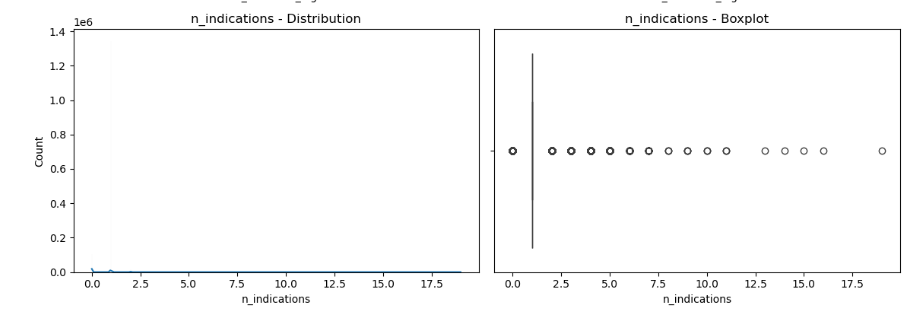 n_indications - Distribution
n_indications - Boxplot
1e6
1.4
1.2
1.0
0.8
0.6
0.4
0.2
0.0
Count
0.0 2.5 5.0 7.5 10.0 12.5 15.0 17.5
n_indications
0.0 2.5 5.0 7.5 10.0 12.5 15.0 17.5
n_indications